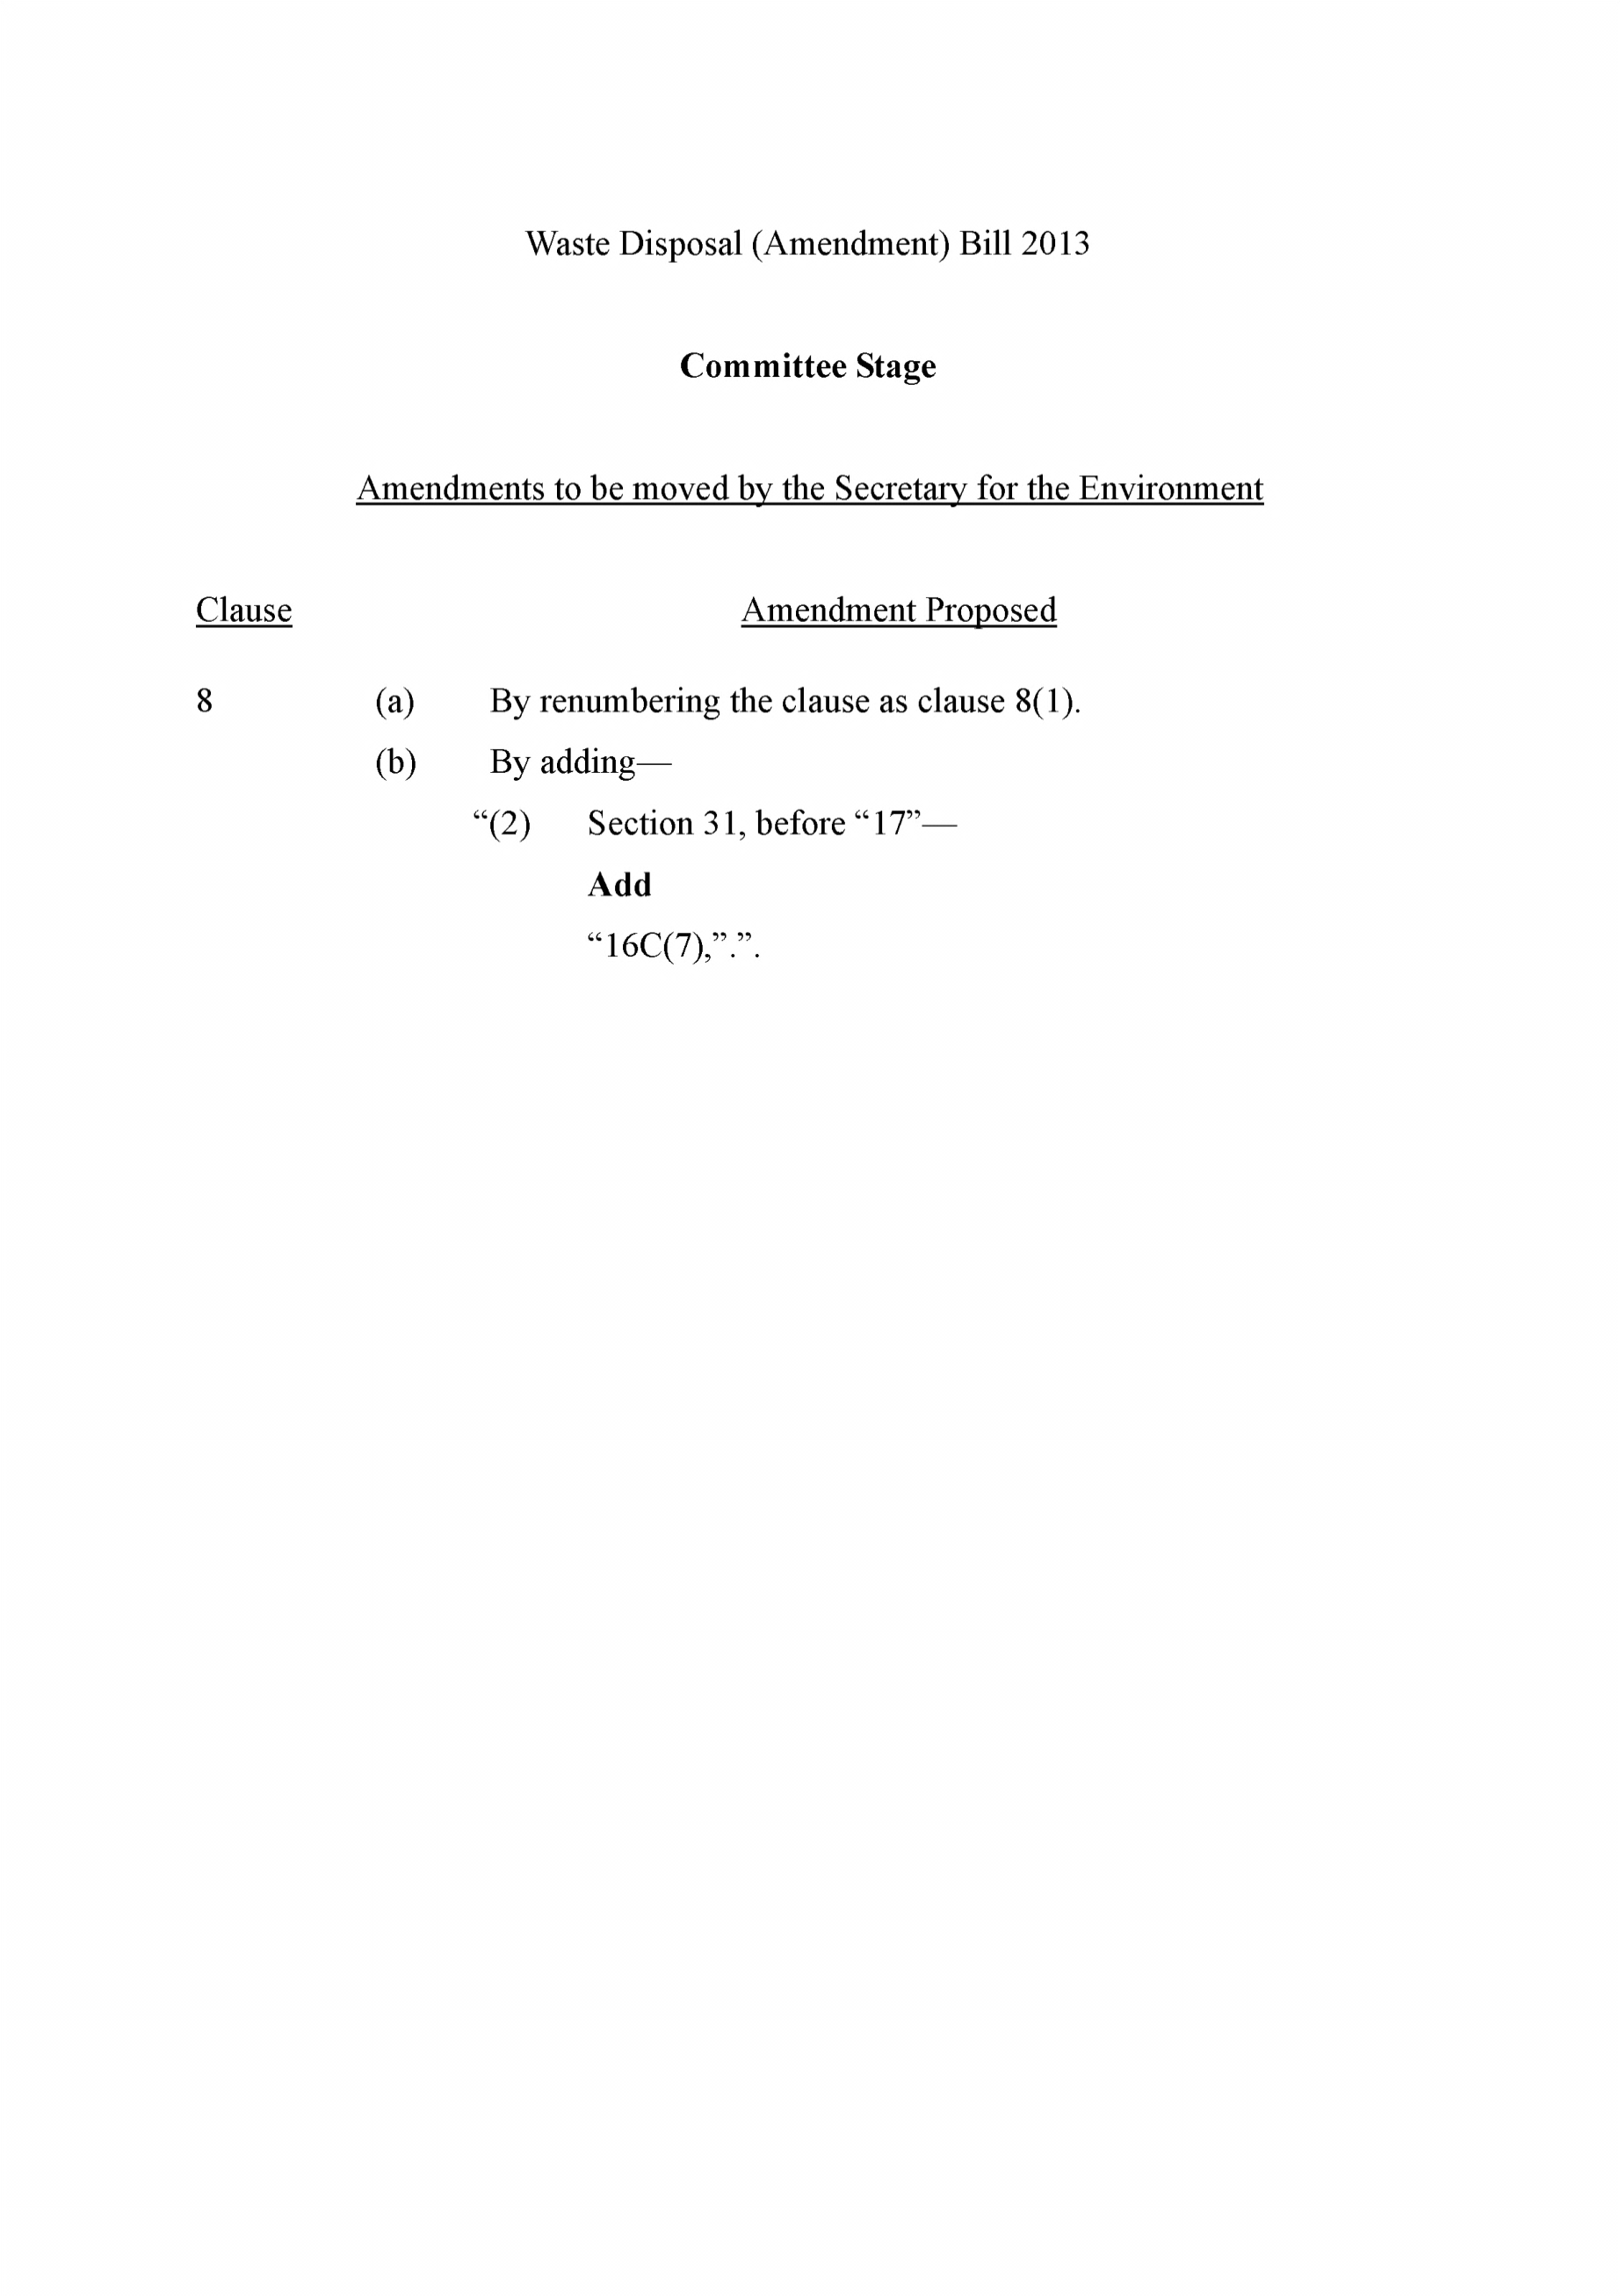 Waste Disposal (Amendment) Bill 2013
Committee Stage
Amendments to be moved by the Secretary for the Environment
Clause Amendment Proposed
8 (a) By renumbering the clause as clause 8(1).
(b) By adding—
“(2) Section 31, before “17”—
Add
“16C(7),”.”.